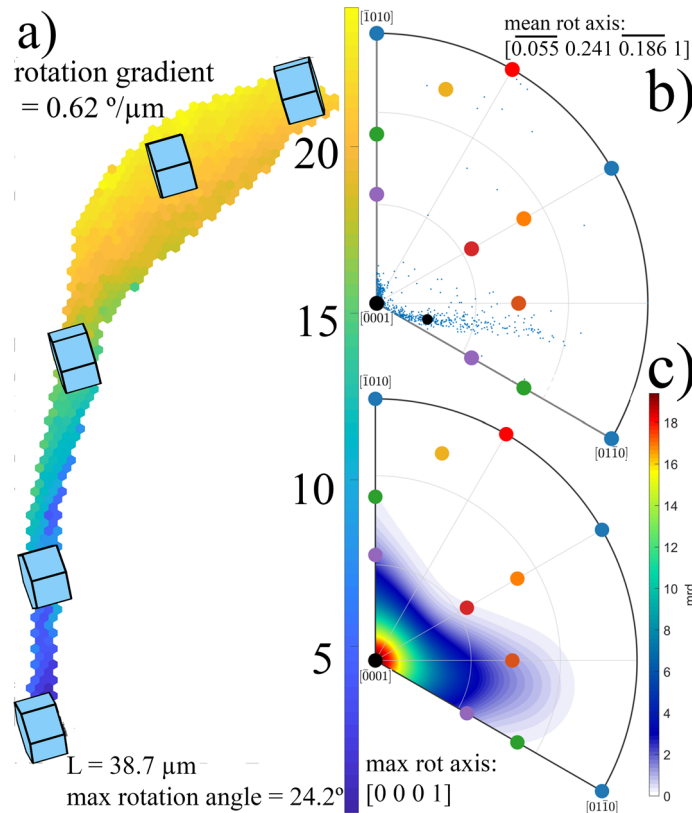 a)
rotation gradient
= 0.62 º/µm
20
15
10
5
L = 38.7 µm
max rotation angle = 24.2º
mean rot axis:
[0̅.̅0̅5̅5̅ 0.241 0̅.̅1̅8̅6̅ 1]
b)
[1̅010]
[0̅001]
[011̅0]
c)
[1̅010]
[0̅001]
[011̅0]
max rot axis:
[0 0 0 1]
18
16
14
12
10
8
6
4
2
0
mrd